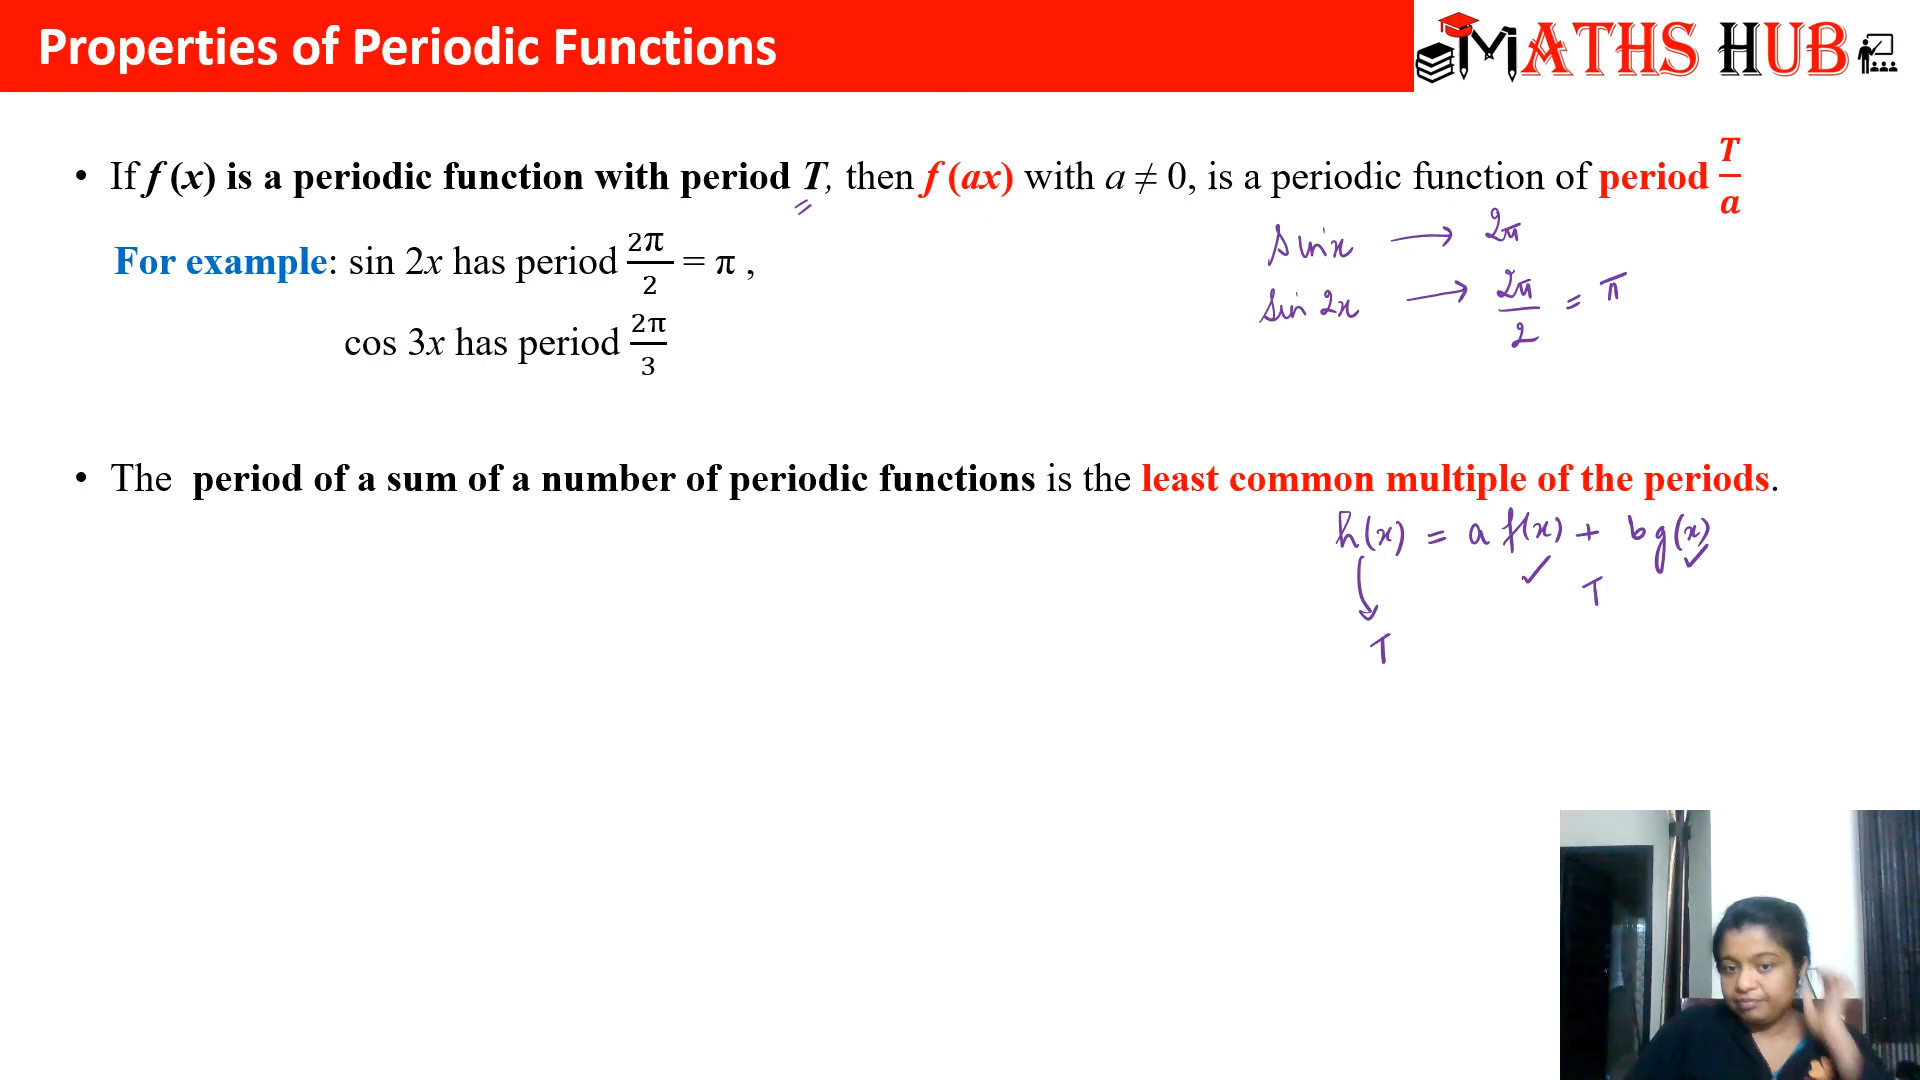 Properties of Periodic Functions
MATHS HUB
• If f (x) is a periodic function with period T, then f (ax) with a ≠ 0, is a periodic function of period T/a
sin x → 2π
For example: sin 2x has period 2π/2 = π ,
sin 2x → 2π/2 = π
cos 3x has period 2π/3
• The period of a sum of a number of periodic functions is the least common multiple of the periods.
h(x) = a f(x) + b g(x)
T
T